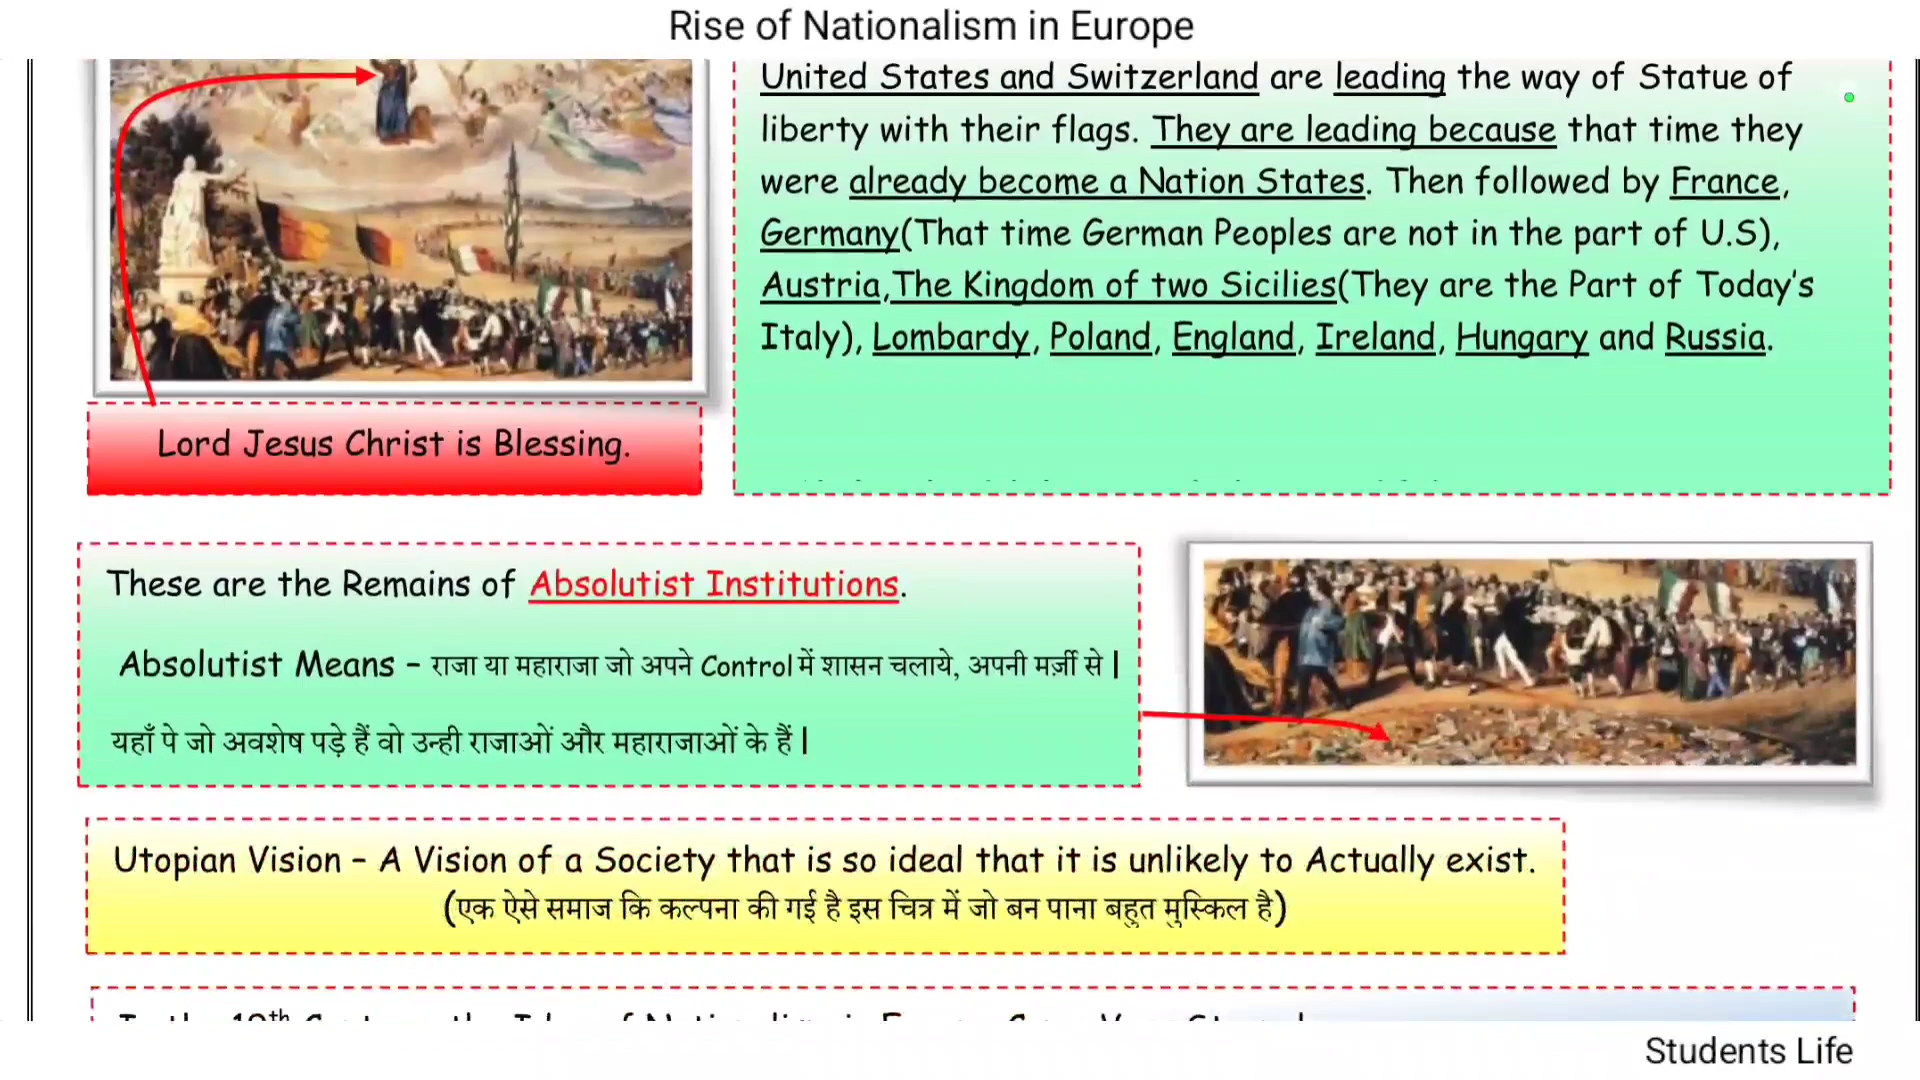 Rise of Nationalism in Europe
United States and Switzerland are leading the way of Statue of
liberty with their flags. They are leading because that time they
were already become a Nation States. Then followed by France,
Germany(That time German Peoples are not in the part of U.S),
Austria,The Kingdom of two Sicilies(They are the Part of Today's
Italy), Lombardy, Poland, England, Ireland, Hungary and Russia.
Lord Jesus Christ is Blessing.
These are the Remains of Absolutist Institutions.
Absolutist Means – राजा या महाराजा जो अपने Control में शासन चलाये, अपनी मर्ज़ी से |
यहाँ पे जो अवशेष पड़े हैं वो उन्ही राजाओं और महाराजाओं के हैं |
Utopian Vision – A Vision of a Society that is so ideal that it is unlikely to Actually exist.
(एक ऐसे समाज कि कल्पना की गई है इस चित्र में जो बन पाना बहुत मुस्किल है)
Students Life